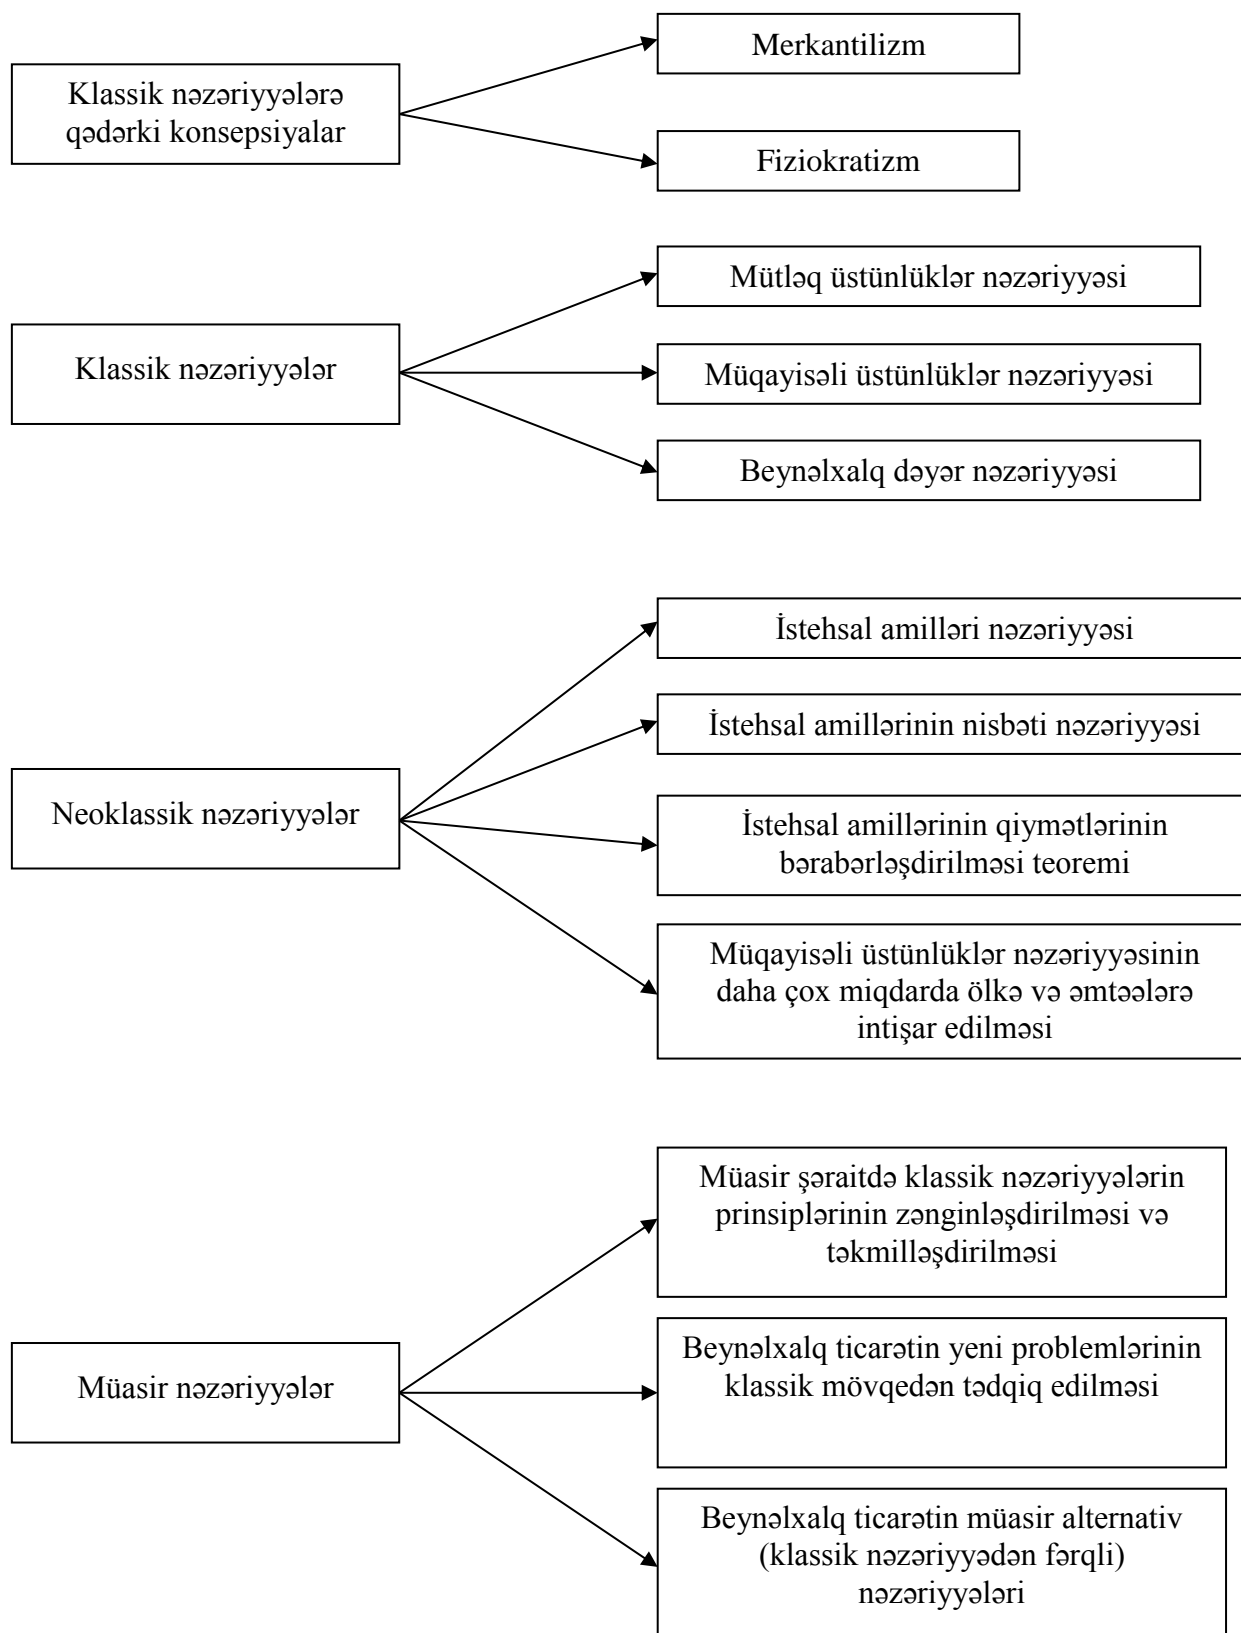 Klassik nəzəriyyələrə
qədərki konsepsiyalar
Merkantilizm
Fiziokratizm
Klassik nəzəriyyələr
Mütləq üstünlüklər nəzəriyyəsi
Müqayisəli üstünlüklər nəzəriyyəsi
Beynəlxalq dəyər nəzəriyyəsi
Neoklassik nəzəriyyələr
İstehsal amilləri nəzəriyyəsi
İstehsal amillərinin nisbəti nəzəriyyəsi
İstehsal amillərinin qiymətlərinin
bərabərləşdirilməsi teoremi
Müqayisəli üstünlüklər nəzəriyyəsinin
daha çox miqdarda ölkə və əmtəələrə
intişar edilməsi
Müasir nəzəriyyələr
Müasir şəraitdə klassik nəzəriyyələrin
prinsiplərinin zənginləşdirilməsi və
təkmilləşdirilməsi
Beynəlxalq ticarətin yeni problemlərinin
klassik mövqedən tədqiq edilməsi
Beynəlxalq ticarətin müasir alternativ
(klassik nəzəriyyədən fərqli)
nəzəriyyələri